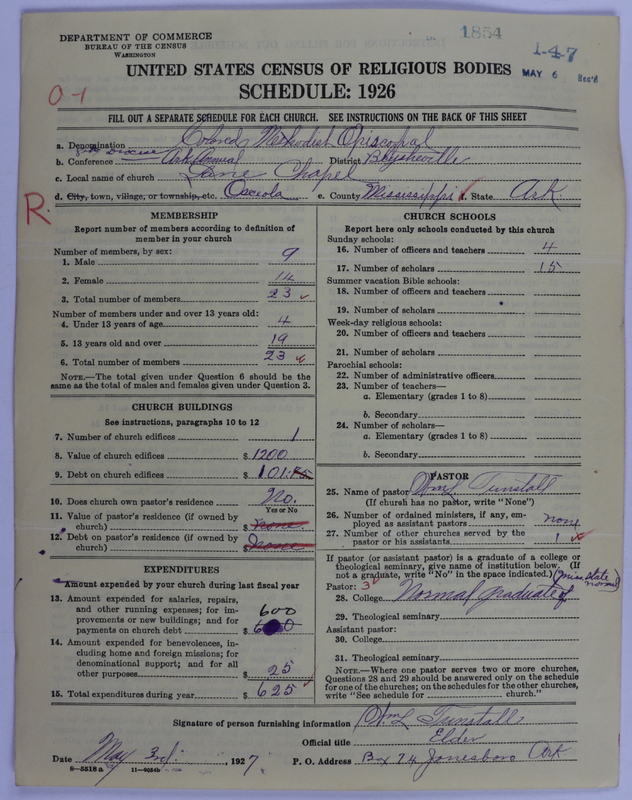 DEPARTMENT OF COMMERCE
BUREAU OF THE CENSUS
WASHINGTON
1854
1-47
MAY 6 Rec'd
UNITED STATES CENSUS OF RELIGIOUS BODIES
SCHEDULE: 1926
0-1
FILL OUT A SEPARATE SCHEDULE FOR EACH CHURCH. SEE INSTRUCTIONS ON THE BACK OF THIS SHEET
a. Denomination Colored Methodist Episcopal
b. Conference Ark Annual District Blytheville
c. Local name of church Lane Chapel
d. City, town, village, or township, etc. Osceola e. County Mississippi f. State Ark
R.
MEMBERSHIP
Report number of members according to definition of member in your church
Number of members, by sex:
1. Male 9
2. Female 14
3. Total number of members 23
Number of members under and over 13 years old:
4. Under 13 years of age 4
5. 13 years old and over 19
6. Total number of members 23
NOTE.—The total given under Question 6 should be the same as the total of males and females given under Question 3.
CHURCH BUILDINGS
See instructions, paragraphs 10 to 12
7. Number of church edifices 1
8. Value of church edifices $ 1200
9. Debt on church edifices $ 101.15
10. Does church own pastor's residence No.
Yes or No
11. Value of pastor's residence (if owned by church) $ none
12. Debt on pastor's residence (if owned by church) $ none
EXPENDITURES
Amount expended by your church during last fiscal year
13. Amount expended for salaries, repairs, and other running expenses; for improvements or new buildings; and for payments on church debt $ 600
14. Amount expended for benevolences, including home and foreign missions; for denominational support; and for all other purposes $ 25
15. Total expenditures during year $ 625
CHURCH SCHOOLS
Report here only schools conducted by this church
Sunday schools:
16. Number of officers and teachers 4
17. Number of scholars 15
Summer vacation Bible schools:
18. Number of officers and teachers
19. Number of scholars
Week-day religious schools:
20. Number of officers and teachers
21. Number of scholars
Parochial schools:
22. Number of administrative officers
23. Number of teachers—
a. Elementary (grades 1 to 8)
b. Secondary
24. Number of scholars—
a. Elementary (grades 1 to 8)
b. Secondary
PASTOR
25. Name of pastor Wm L Tunstall
(If church has no pastor, write "None")
26. Number of ordained ministers, if any, employed as assistant pastors none
27. Number of other churches served by the pastor or his assistants 1
If pastor (or assistant pastor) is a graduate of a college or theological seminary, give name of institution below. (If not a graduate, write "No" in the space indicated.) (Miss State Normal)
Pastor: 3
28. College Normal graduate of
29. Theological seminary
Assistant pastor:
30. College
31. Theological seminary
NOTE.—Where one pastor serves two or more churches, Questions 28 and 29 should be answered only on the schedule for one of the churches; on the schedules for the other churches, write "See schedule for church."
Signature of person furnishing information Wm L Tunstall
Official title Elder
Date May 3rd, 1927 P. O. Address Box 74 Jonesboro Ark
8—5518a 11—9054b